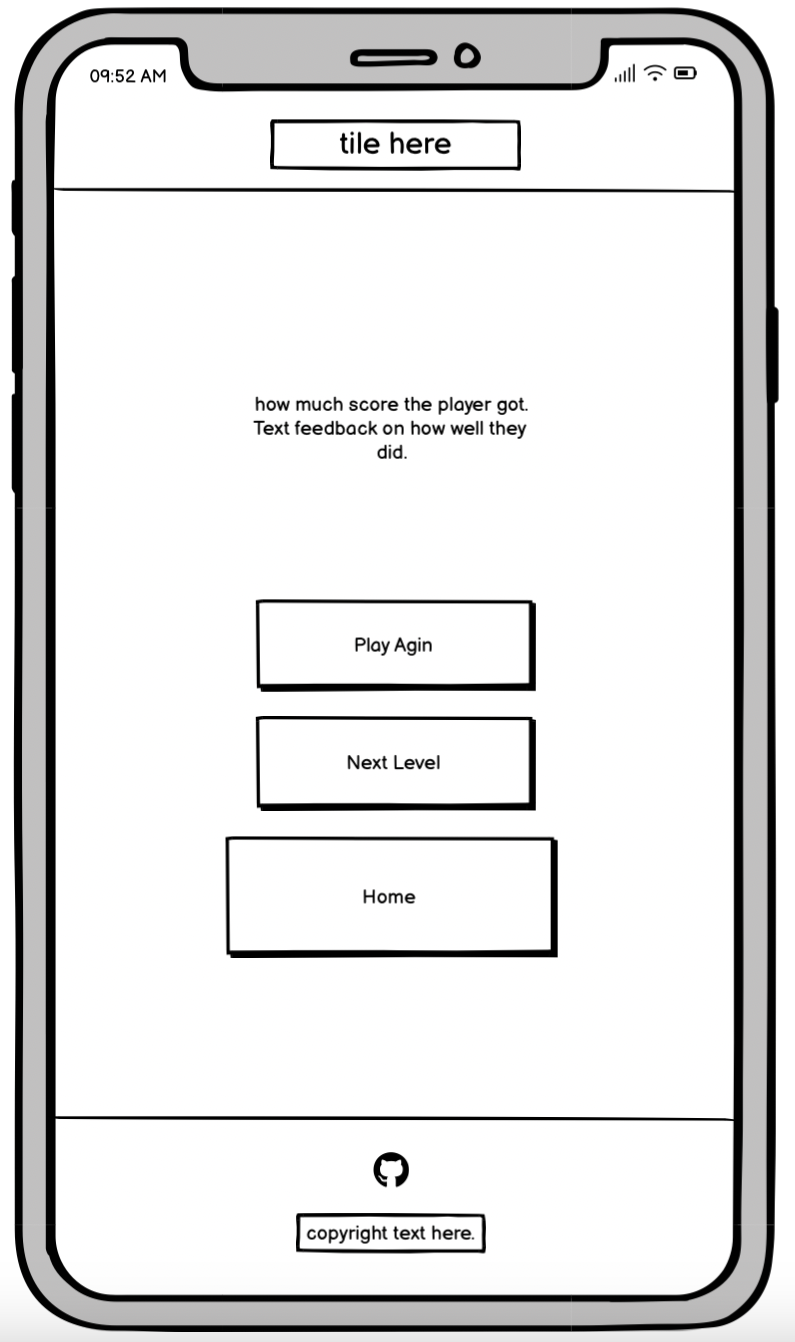 09:52 AM
tile here
how much score the player got.
Text feedback on how well they
did.
Play Agin
Next Level
Home
copyright text here.